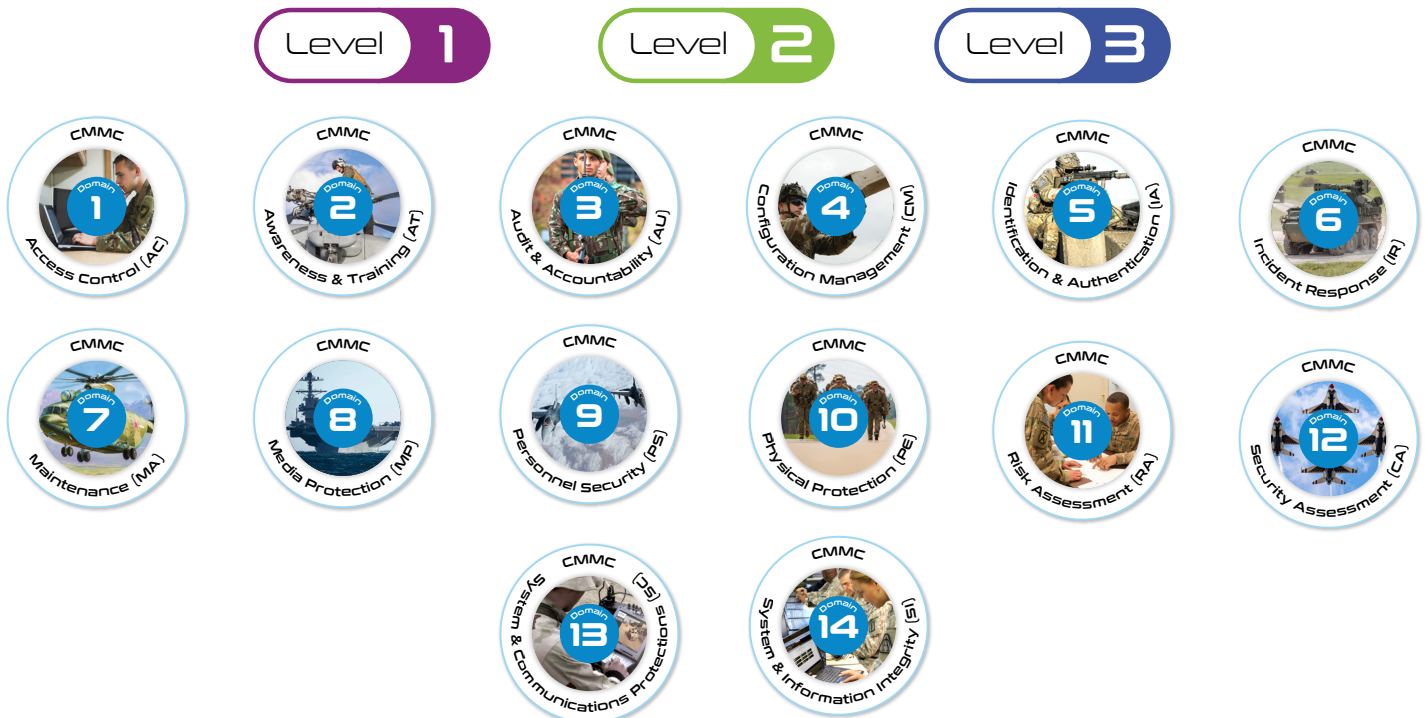 Level 1
Level 2
Level 3
CMMC
Domain
1
Access Control (AC)
CMMC
Domain
2
Awareness & Training (AT)
CMMC
Domain
3
Audit & Accountability (AU)
CMMC
Domain
4
Configuration Management (CM)
CMMC
Domain
5
Identification & Authentication (IA)
CMMC
Domain
6
Incident Response (IR)
CMMC
Domain
7
Maintenance (MA)
CMMC
Domain
8
Media Protection (MP)
CMMC
Domain
9
Personnel Security (PS)
CMMC
Domain
10
Physical Protection (PE)
CMMC
Domain
11
Risk Assessment (RA)
CMMC
Domain
12
Security Assessment (CA)
CMMC
Domain
13
System & Communications Protections (SC)
CMMC
Domain
14
System & Information Integrity (SI)